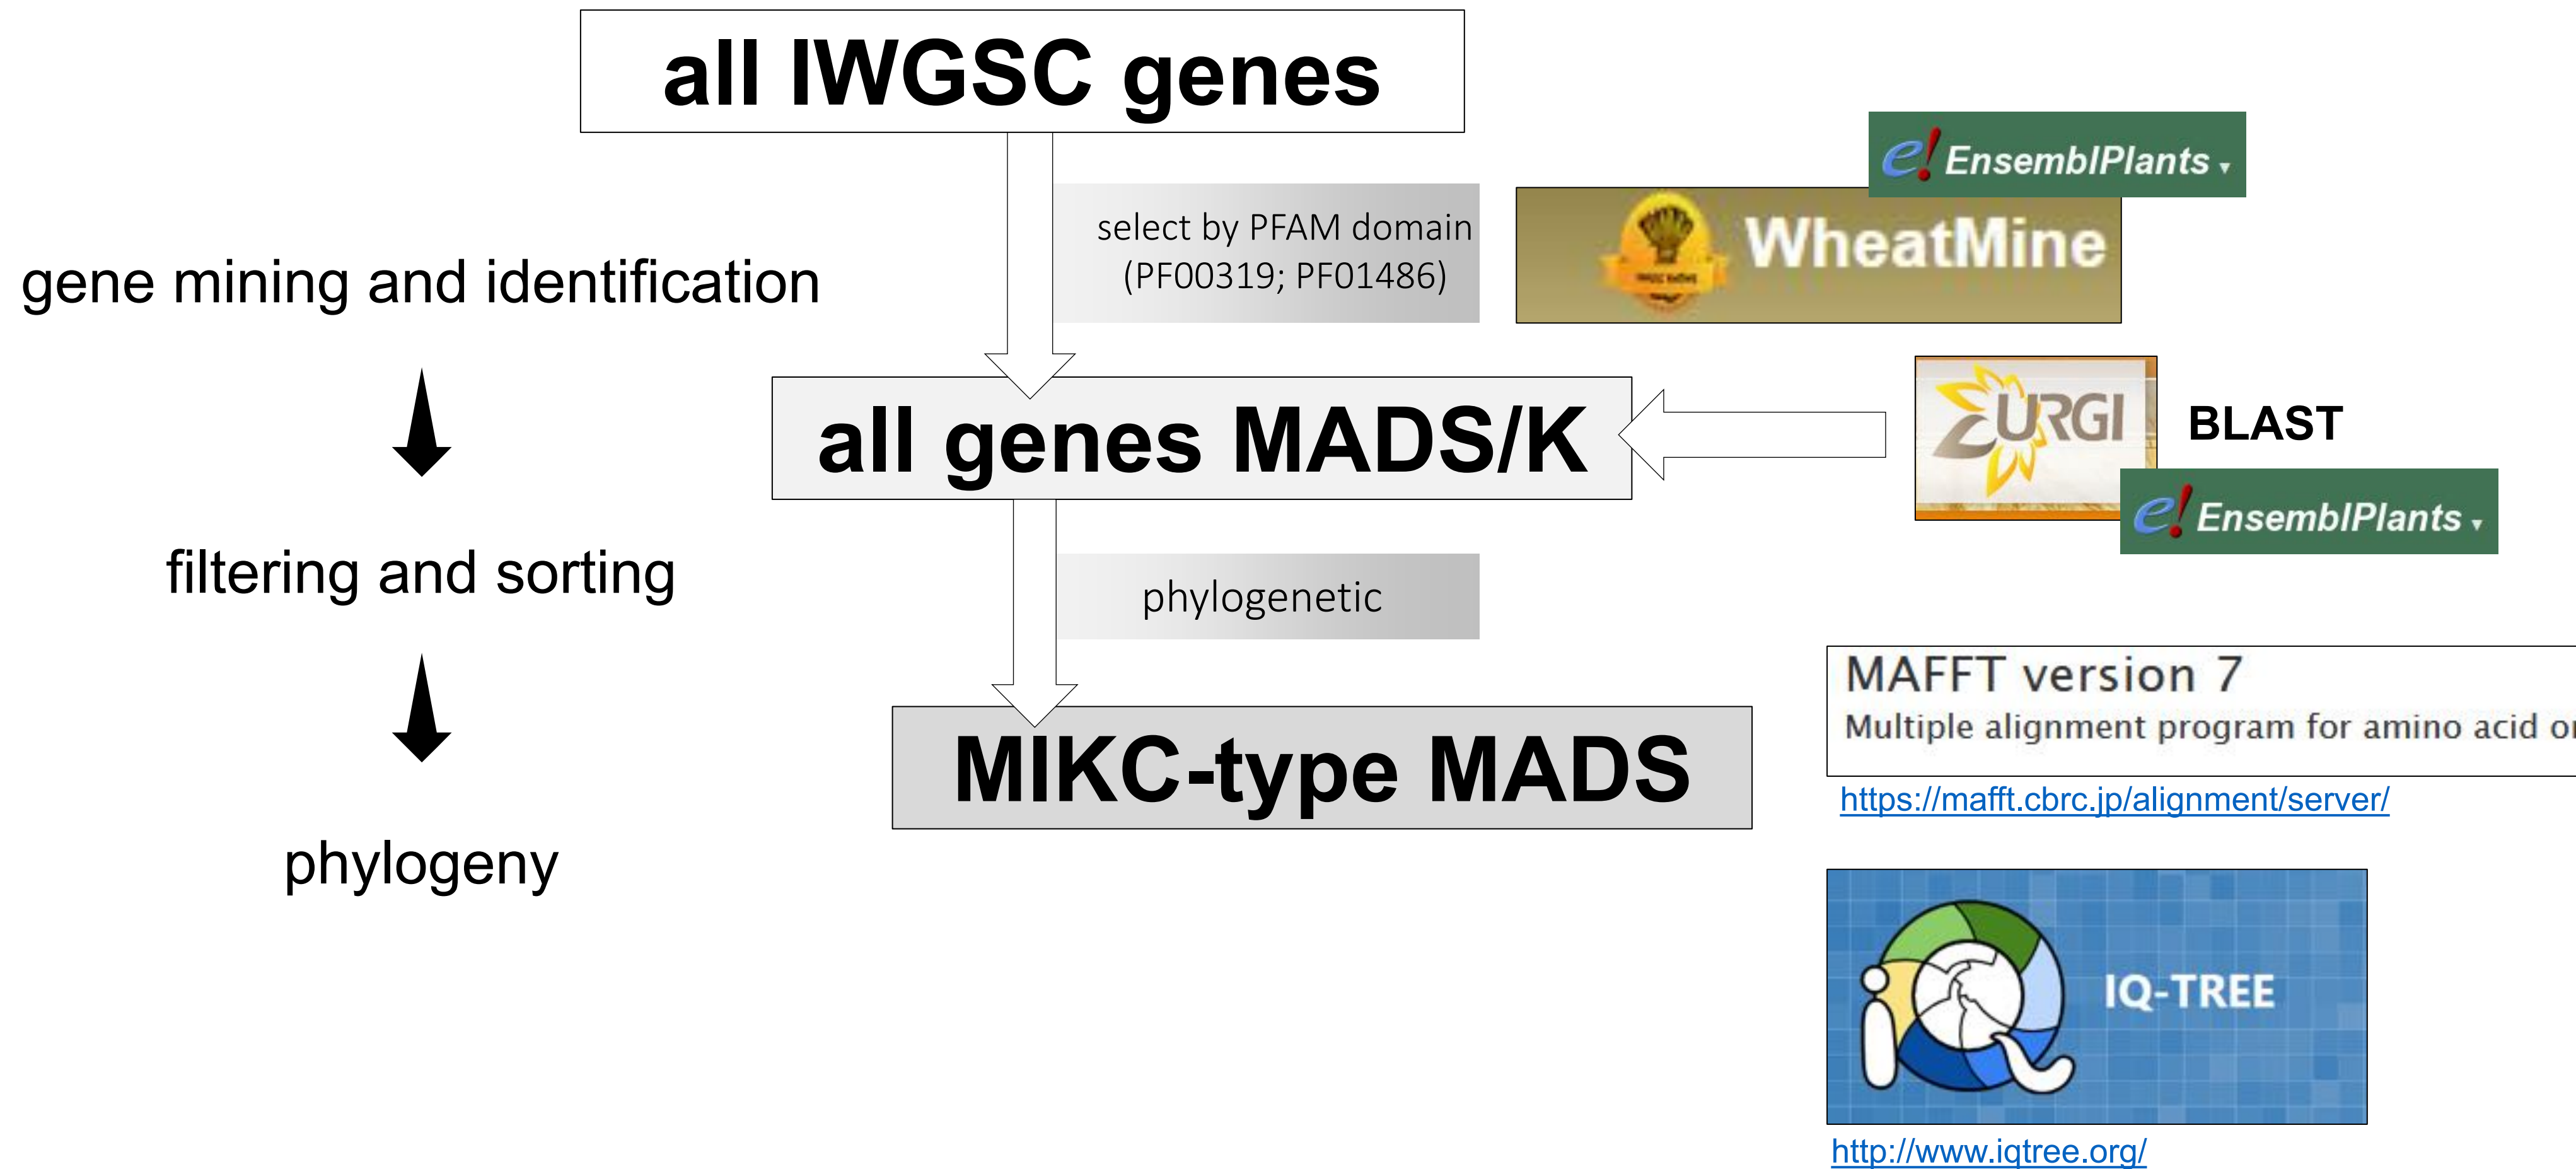 all IWGSC genes
e! EnsemblPlants
select by PFAM domain
(PF00319; PF01486)
WheatMine
gene mining and identification
all genes MADS/K
URGI
BLAST
e! EnsemblPlants
filtering and sorting
phylogenetic
MIKC-type MADS
MAFFT version 7
Multiple alignment program for amino acid or
https://mafft.cbrc.jp/alignment/server/
phylogeny
IQ-TREE
http://www.iqtree.org/